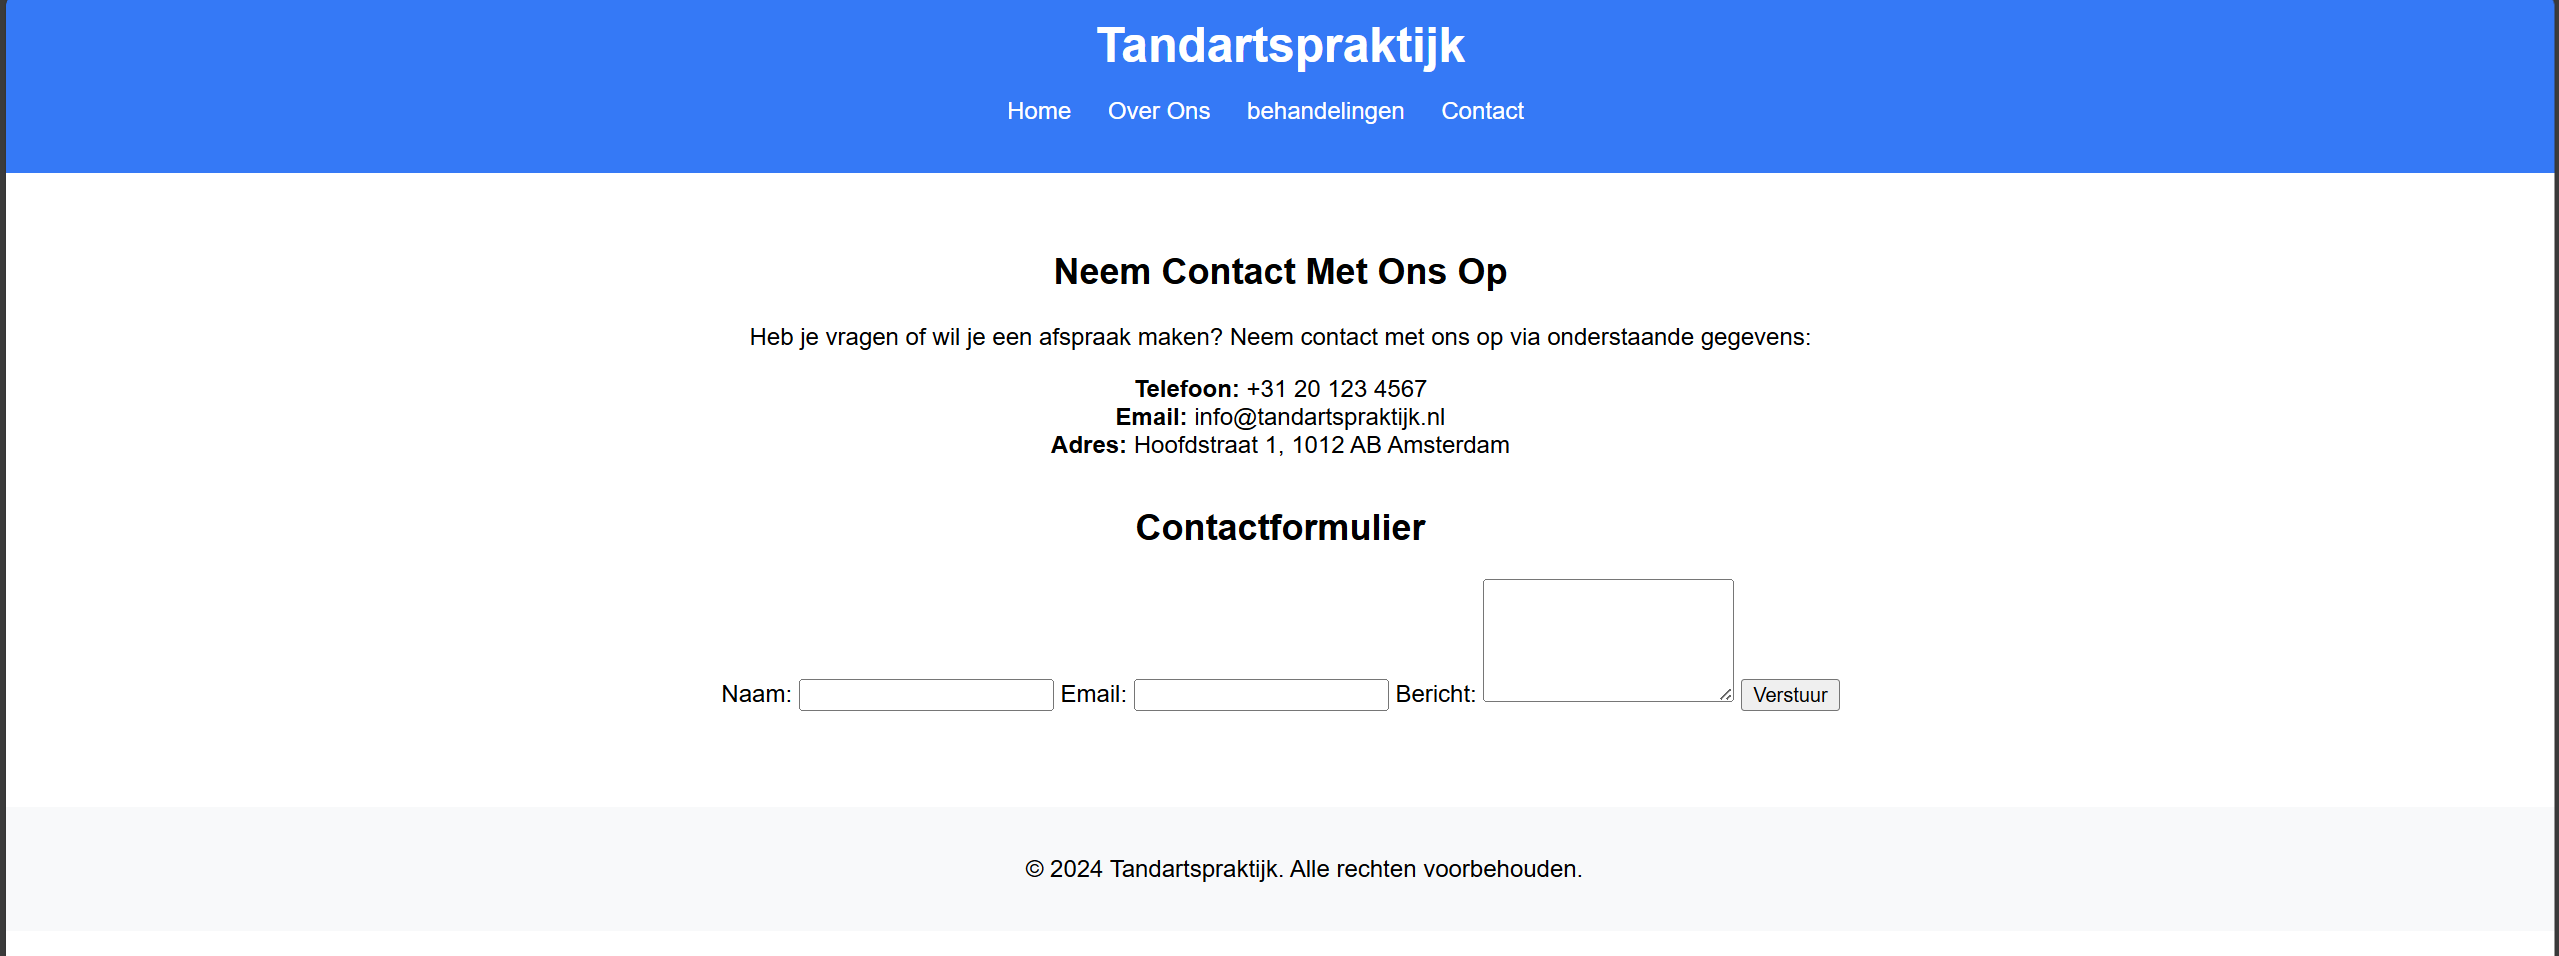 Tandartspraktijk
Home Over Ons behandelingen Contact
Neem Contact Met Ons Op
Heb je vragen of wil je een afspraak maken? Neem contact met ons op via onderstaande gegevens:
Telefoon: +31 20 123 4567
Email: info@tandartspraktijk.nl
Adres: Hoofdstraat 1, 1012 AB Amsterdam
Contactformulier
Naam: Email: Bericht: Verstuur
© 2024 Tandartspraktijk. Alle rechten voorbehouden.